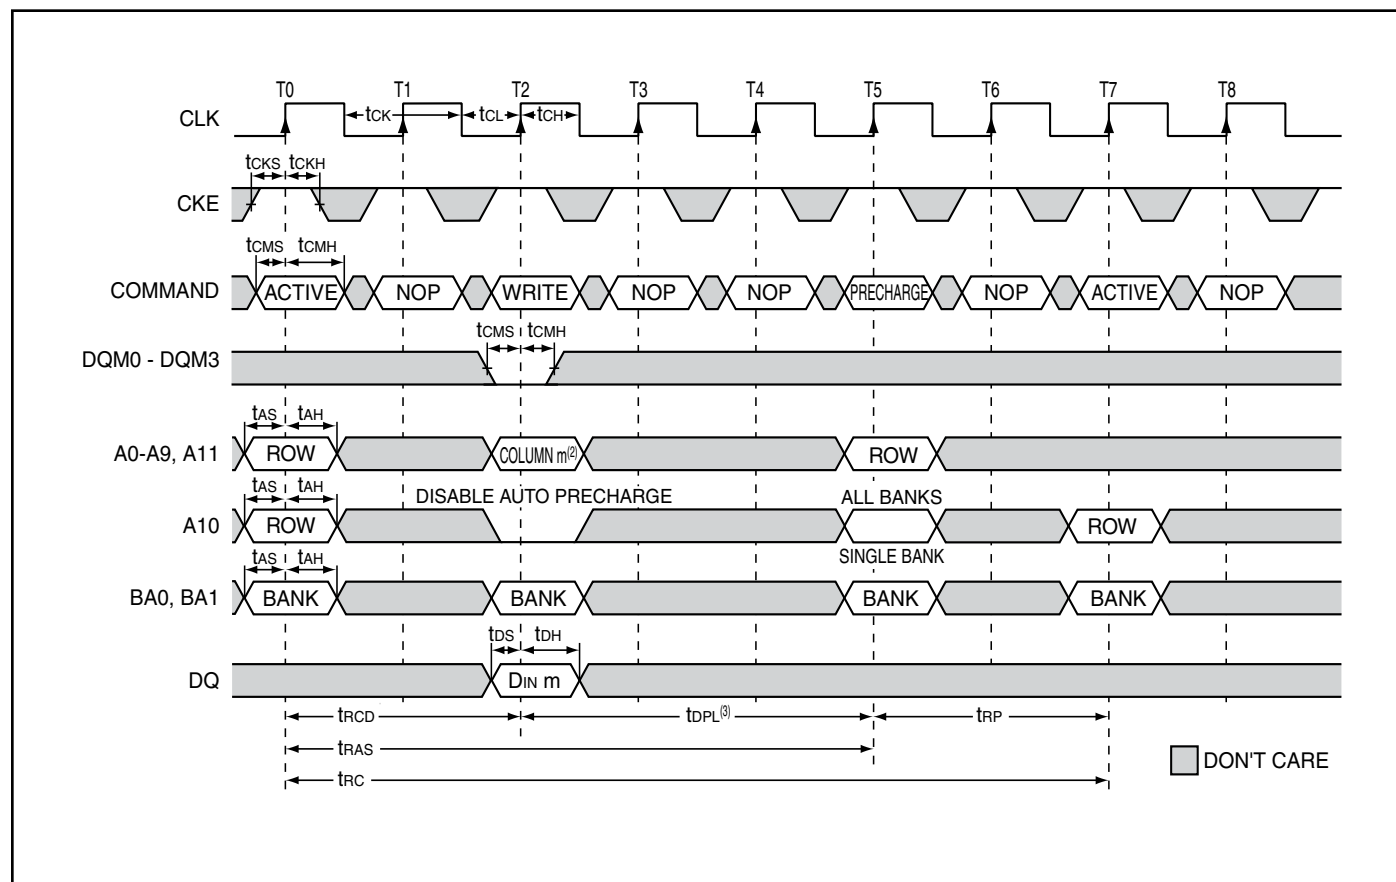 T0 T1 T2 T3 T4 T5 T6 T7 T8
CLK tCK tCL tCH
tCKS tCKH
CKE
tCMS tCMH
COMMAND ACTIVE NOP WRITE NOP NOP PRECHARGE NOP ACTIVE NOP
tCMS tCMH
DQM0 - DQM3
tAS tAH
A0-A9, A11 ROW COLUMN m(2) ROW
tAS tAH DISABLE AUTO PRECHARGE ALL BANKS
A10 ROW ROW
tAS tAH SINGLE BANK
BA0, BA1 BANK BANK BANK BANK
tDS tDH
DQ DIN m
tRCD tDPL(3) tRP
tRAS
tRC
DON'T CARE